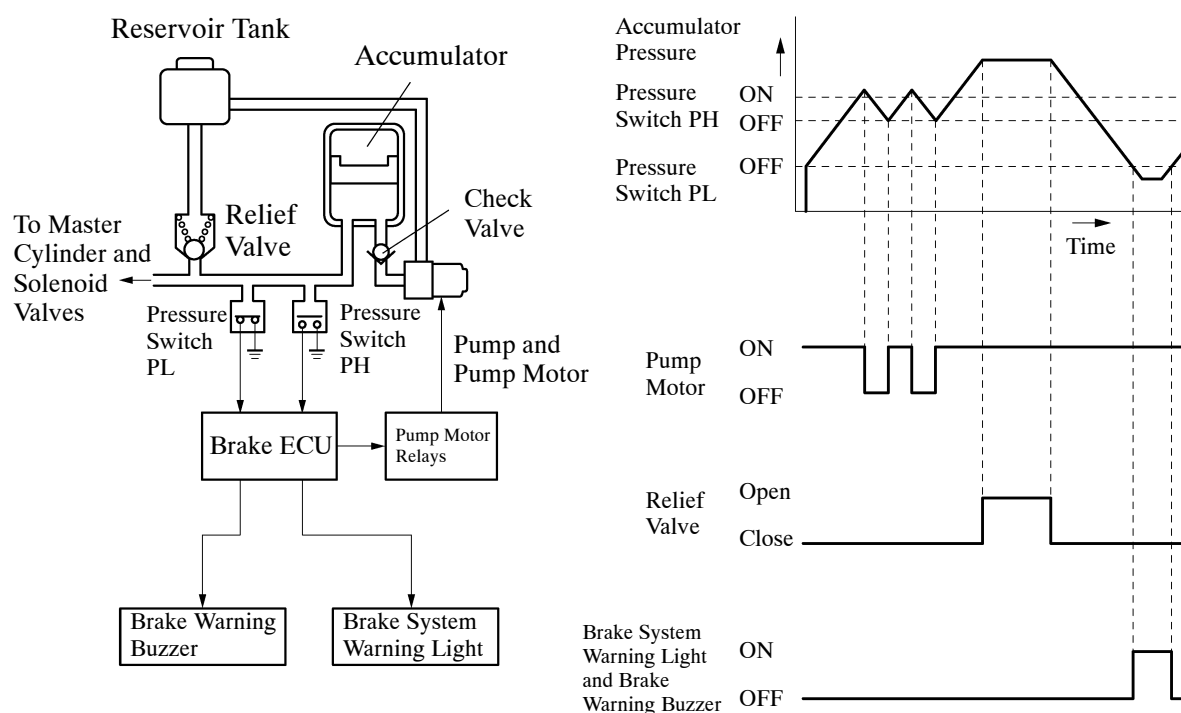 Reservoir Tank
Accumulator
Check
Valve
Relief
Valve
To Master
Cylinder and
Solenoid
Valves
Pressure
Switch
PL
Pressure
Switch
PH
Pump and
Pump Motor
Brake ECU
Pump Motor
Relays
Brake Warning
Buzzer
Brake System
Warning Light
Accumulator
Pressure
Pressure
Switch PH
ON
OFF
Pressure
Switch PL
OFF
Time
Pump
Motor
ON
OFF
Relief
Valve
Open
Close
Brake System
Warning Light
and Brake
Warning Buzzer
ON
OFF